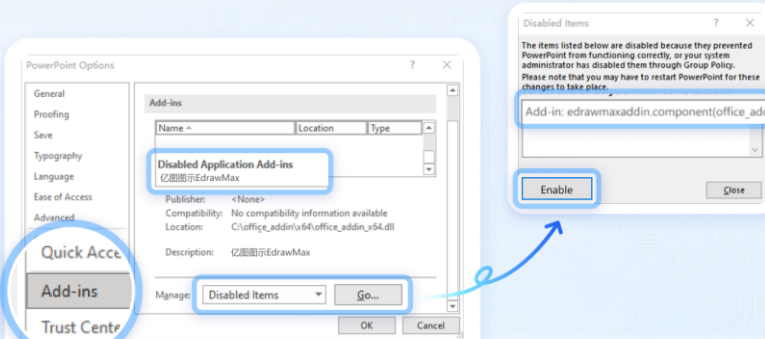 PowerPoint Options
General
Proofing
Save
Typography
Language
Ease of Access
Advanced
Quick Acce
Add-ins
Trust Cente
Add-ins
Name
Location
Type
Disabled Application Add-ins
亿图图示EdrawMax
Publisher: <None>
Compatibility: No compatibility information available
Location: C:\office_addin\x64\office_addin_x64.dll
Description: 亿图图示EdrawMax
Manage: Disabled Items Go...
OK Cancel
Disabled Items
The items listed below are disabled because they prevented
PowerPoint from functioning correctly, or your system
administrator has disabled them through Group Policy.
Please note that you may have to restart PowerPoint for these
changes to take place.
Add-in: edrawmaxaddin.component(office_add
Enable
Close